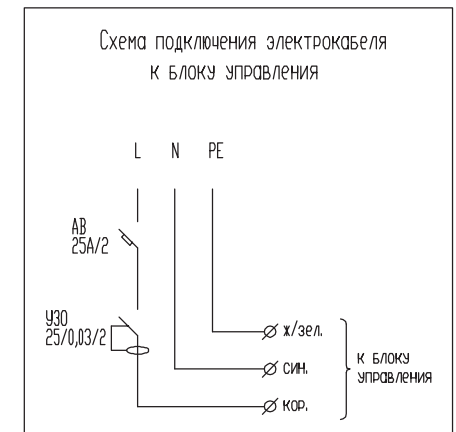 Схема подключения электрокабеля
к блоку управления
L N PE
АВ
25А/2
УЗО
25/0,03/2
ж/зел.
син.
кор.
к блоку
управления